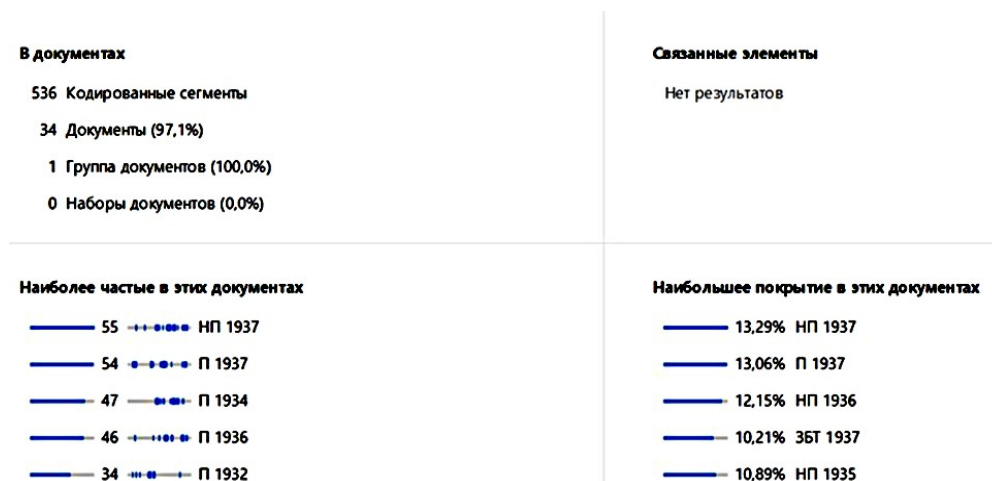 В документах
536 Кодированные сегменты
34 Документы (97,1%)
1 Группа документов (100,0%)
0 Наборы документов (0,0%)
Связанные элементы
Нет результатов
Наиболее частые в этих документах
55 НП 1937
54 П 1937
47 П 1934
46 П 1936
34 П 1932
Наибольшее покрытие в этих документах
13,29% НП 1937
13,06% П 1937
12,15% НП 1936
10,21% ЗБТ 1937
10,89% НП 1935